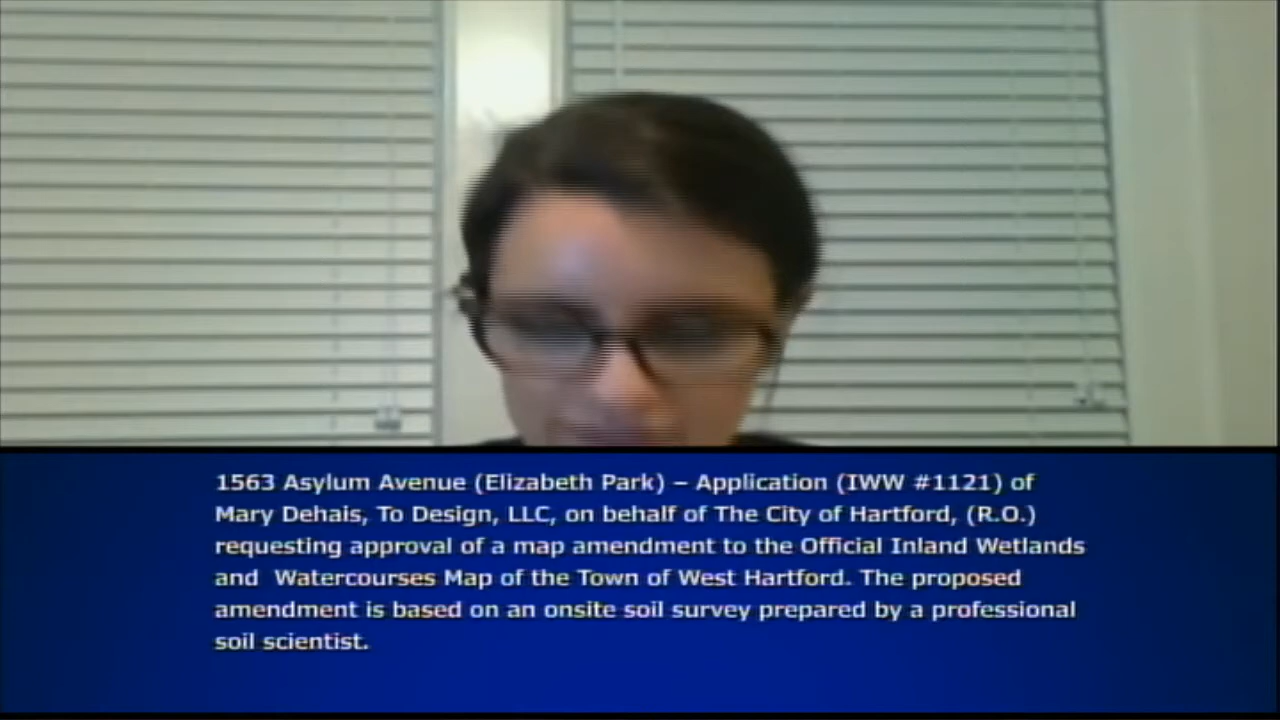 1563 Asylum Avenue (Elizabeth Park) – Application (IWW #1121) of
Mary Dehais, To Design, LLC, on behalf of The City of Hartford, (R.O.)
requesting approval of a map amendment to the Official Inland Wetlands
and  Watercourses Map of the Town of West Hartford. The proposed
amendment is based on an onsite soil survey prepared by a professional
soil scientist.